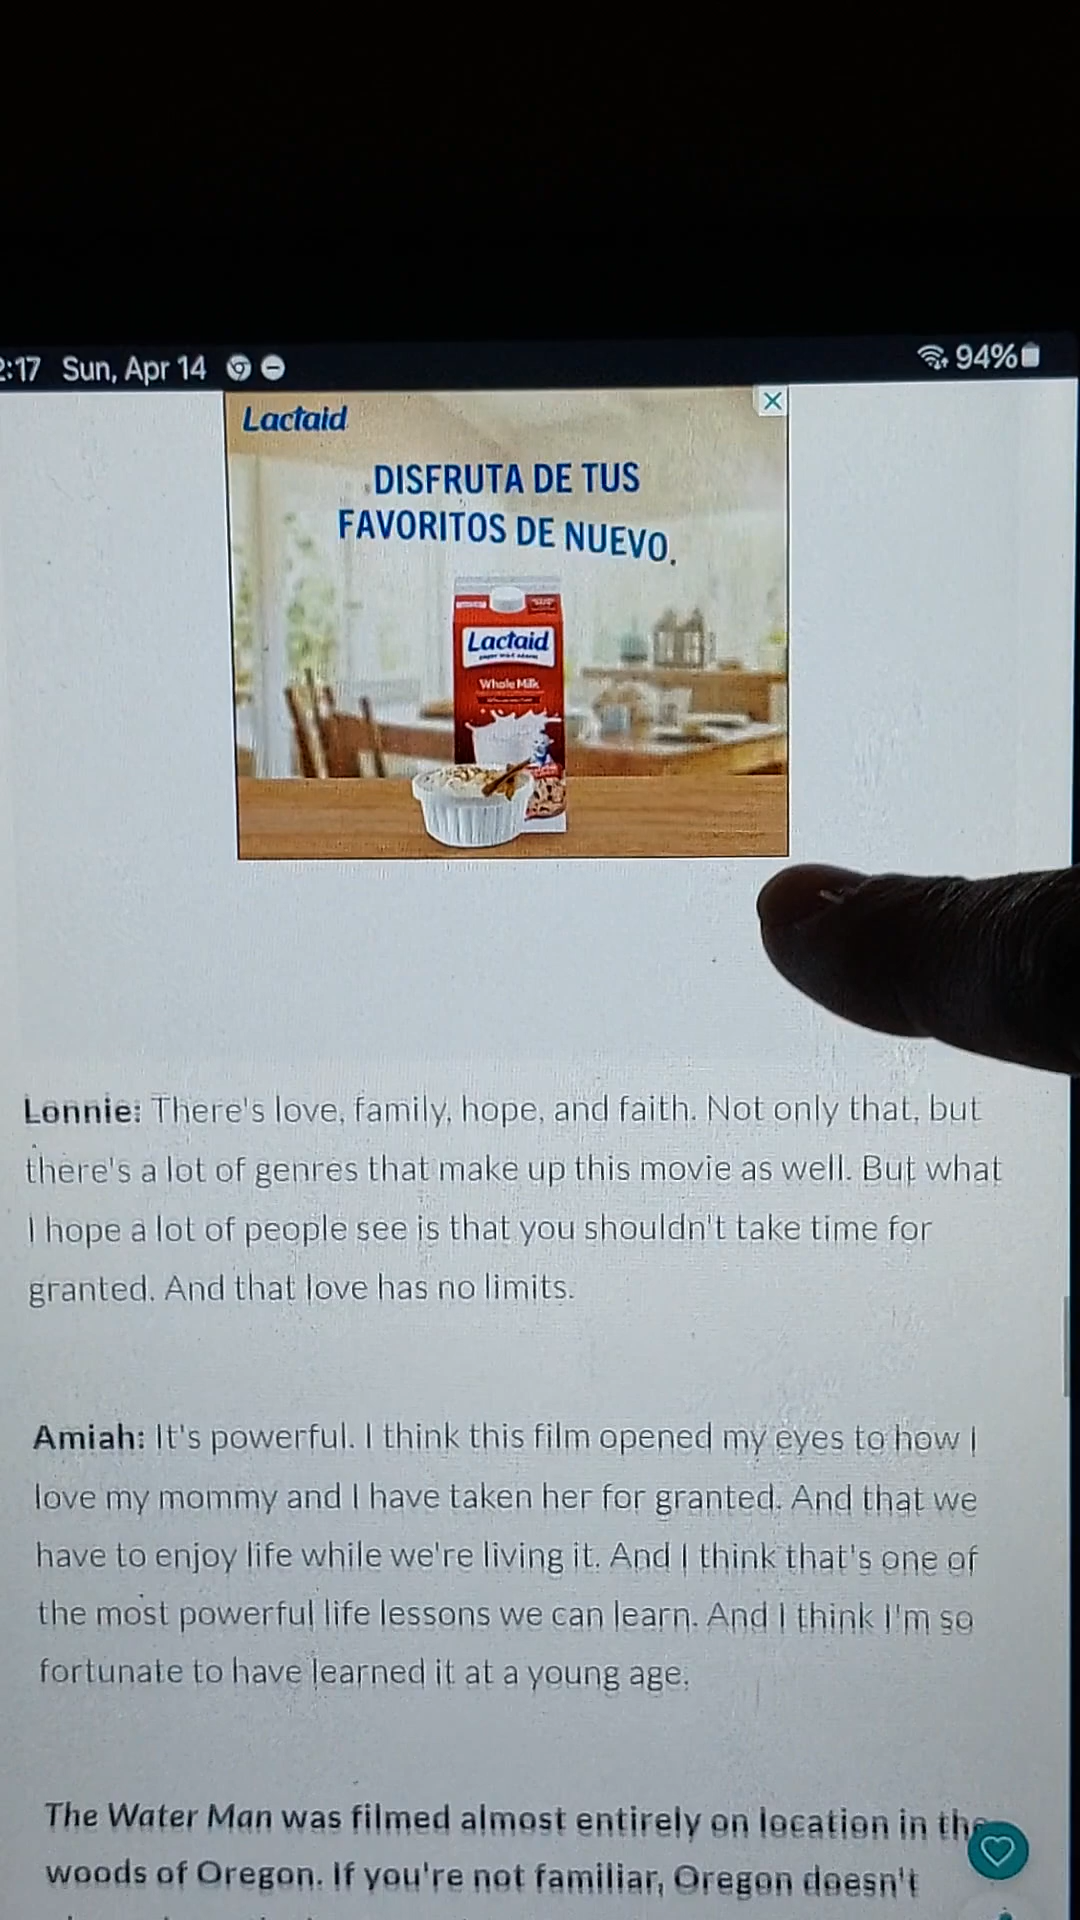 :17 Sun, Apr 14
94%
Lactaid
DISFRUTA DE TUS
FAVORITOS DE NUEVO.
Lactaid
Whole Milk
Lonnie: There's love, family, hope, and faith. Not only that, but
there's a lot of genres that make up this movie as well. But what
I hope a lot of people see is that you shouldn't take time for
granted. And that love has no limits.
Amiah: It's powerful. I think this film opened my eyes to how I
love my mommy and I have taken her for granted. And that we
have to enjoy life while we're living it. And I think that's one of
the most powerful life lessons we can learn. And I think I'm so
fortunate to have learned it at a young age.
The Water Man was filmed almost entirely on location in the
woods of Oregon. If you're not familiar, Oregon doesn't